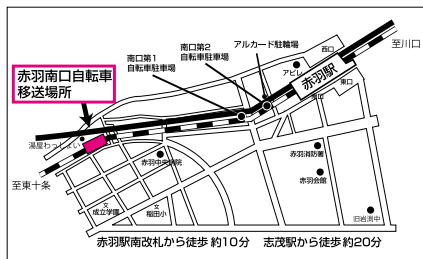 アルカード駐輪場
南口第2
自転車駐車場
南口第1
自転車駐車場
西口
至川口
アピレ
赤羽駅
東口
南口
赤羽南口自転車
移送場所
湯屋わっしょい
至東十条
赤羽中央病院
赤羽消防署
赤羽会館
文
成立学園
文
稲田小
旧岩淵中
赤羽駅南改札から徒歩 約10分 志茂駅から徒歩 約20分